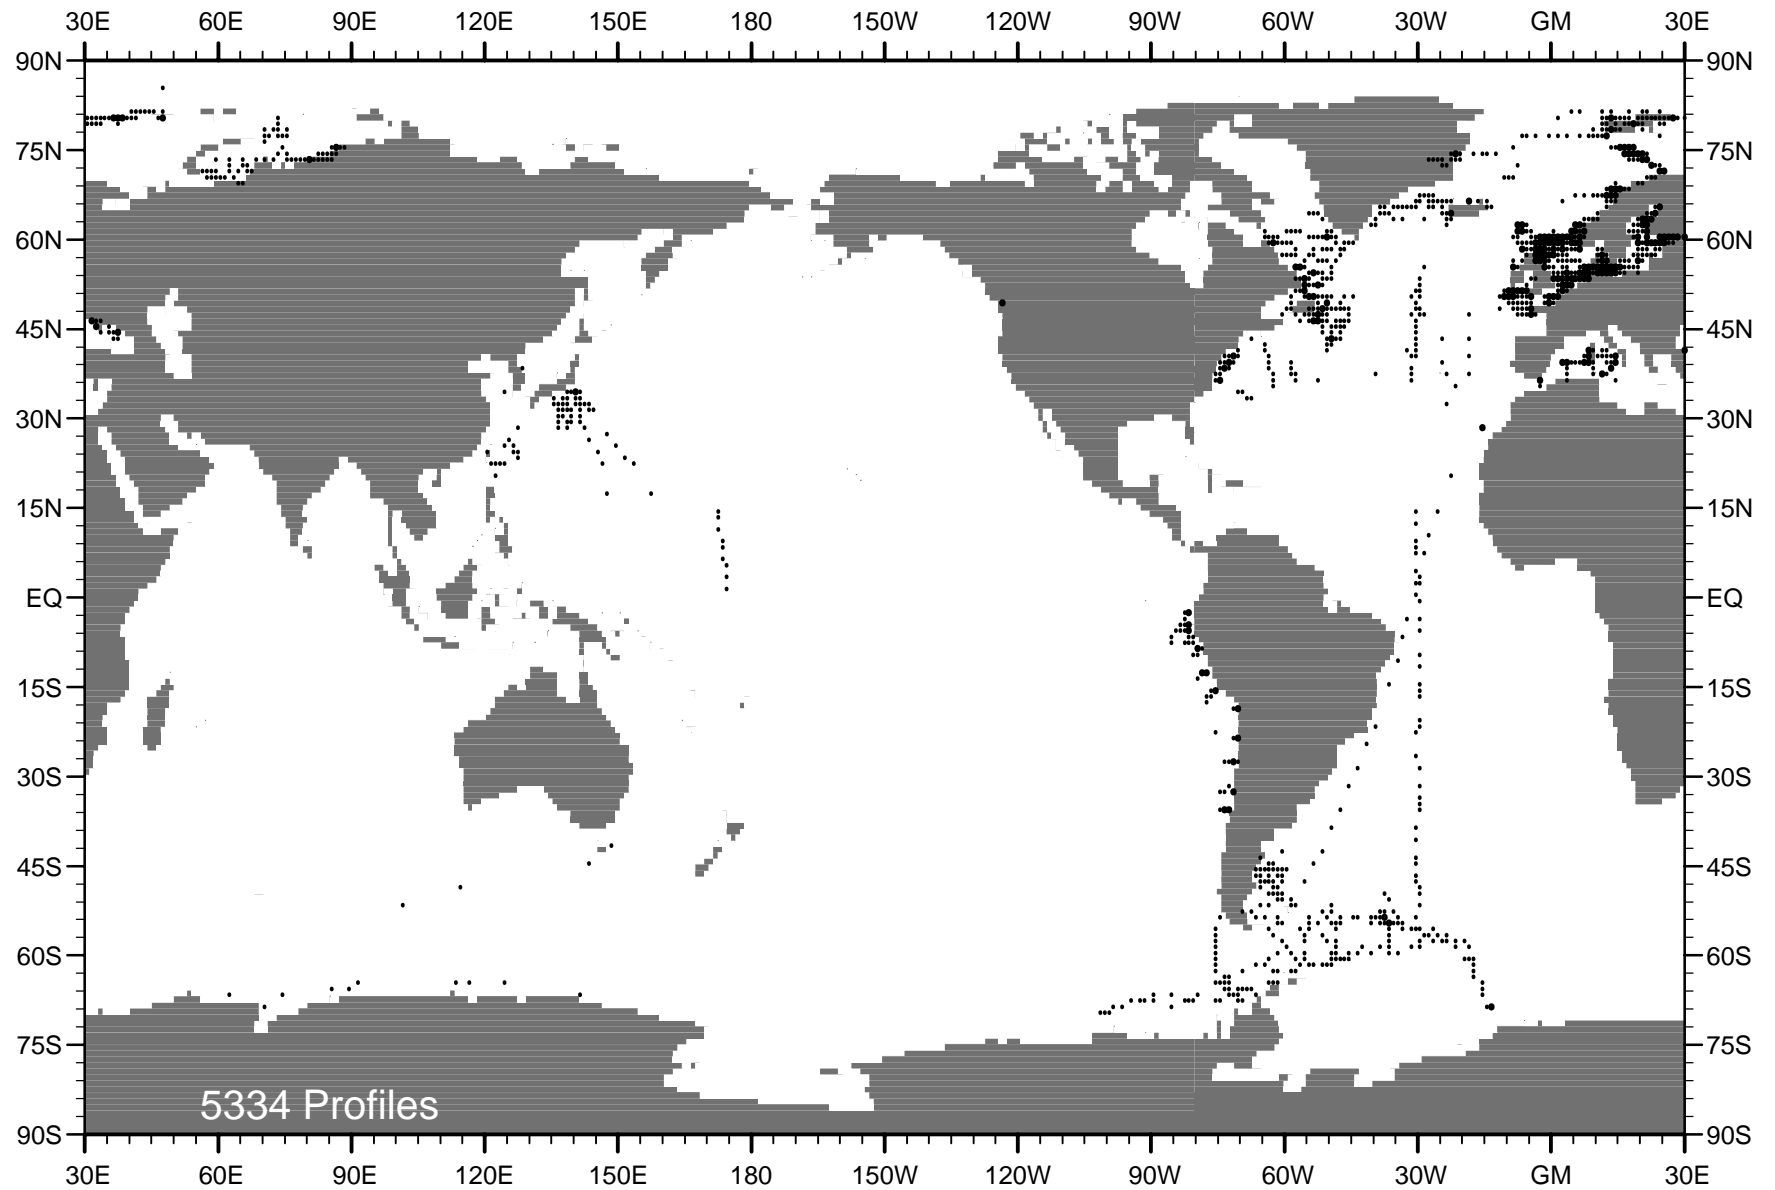 30E 60E 90E 120E 150E 180 150W 120W 90W 60W 30W GM 30E
90N 90N
75N 75N
60N 60N
45N 45N
30N 30N
15N 15N
EQ EQ
15S 15S
30S 30S
45S 45S
60S 60S
75S 75S
5334 Profiles
90S 90S
30E 60E 90E 120E 150E 180 150W 120W 90W 60W 30W GM 30E